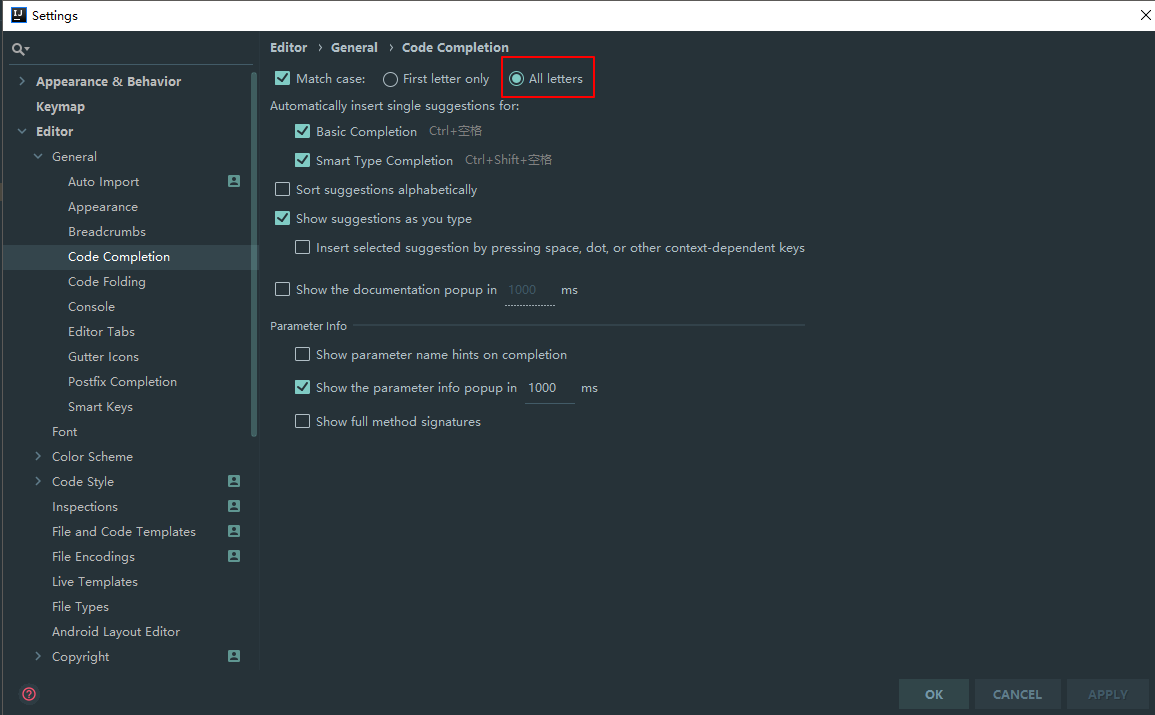 IJ Settings
Editor › General › Code Completion
Appearance & Behavior
Keymap
Editor
General
Auto Import
Appearance
Breadcrumbs
Code Completion
Code Folding
Console
Editor Tabs
Gutter Icons
Postfix Completion
Smart Keys
Font
Color Scheme
Code Style
Inspections
File and Code Templates
File Encodings
Live Templates
File Types
Android Layout Editor
Copyright
Match case: First letter only All letters
Automatically insert single suggestions for:
Basic Completion Ctrl+空格
Smart Type Completion Ctrl+Shift+空格
Sort suggestions alphabetically
Show suggestions as you type
Insert selected suggestion by pressing space, dot, or other context-dependent keys
Show the documentation popup in 1000 ms
Parameter Info
Show parameter name hints on completion
Show the parameter info popup in 1000 ms
Show full method signatures
?
OK CANCEL APPLY